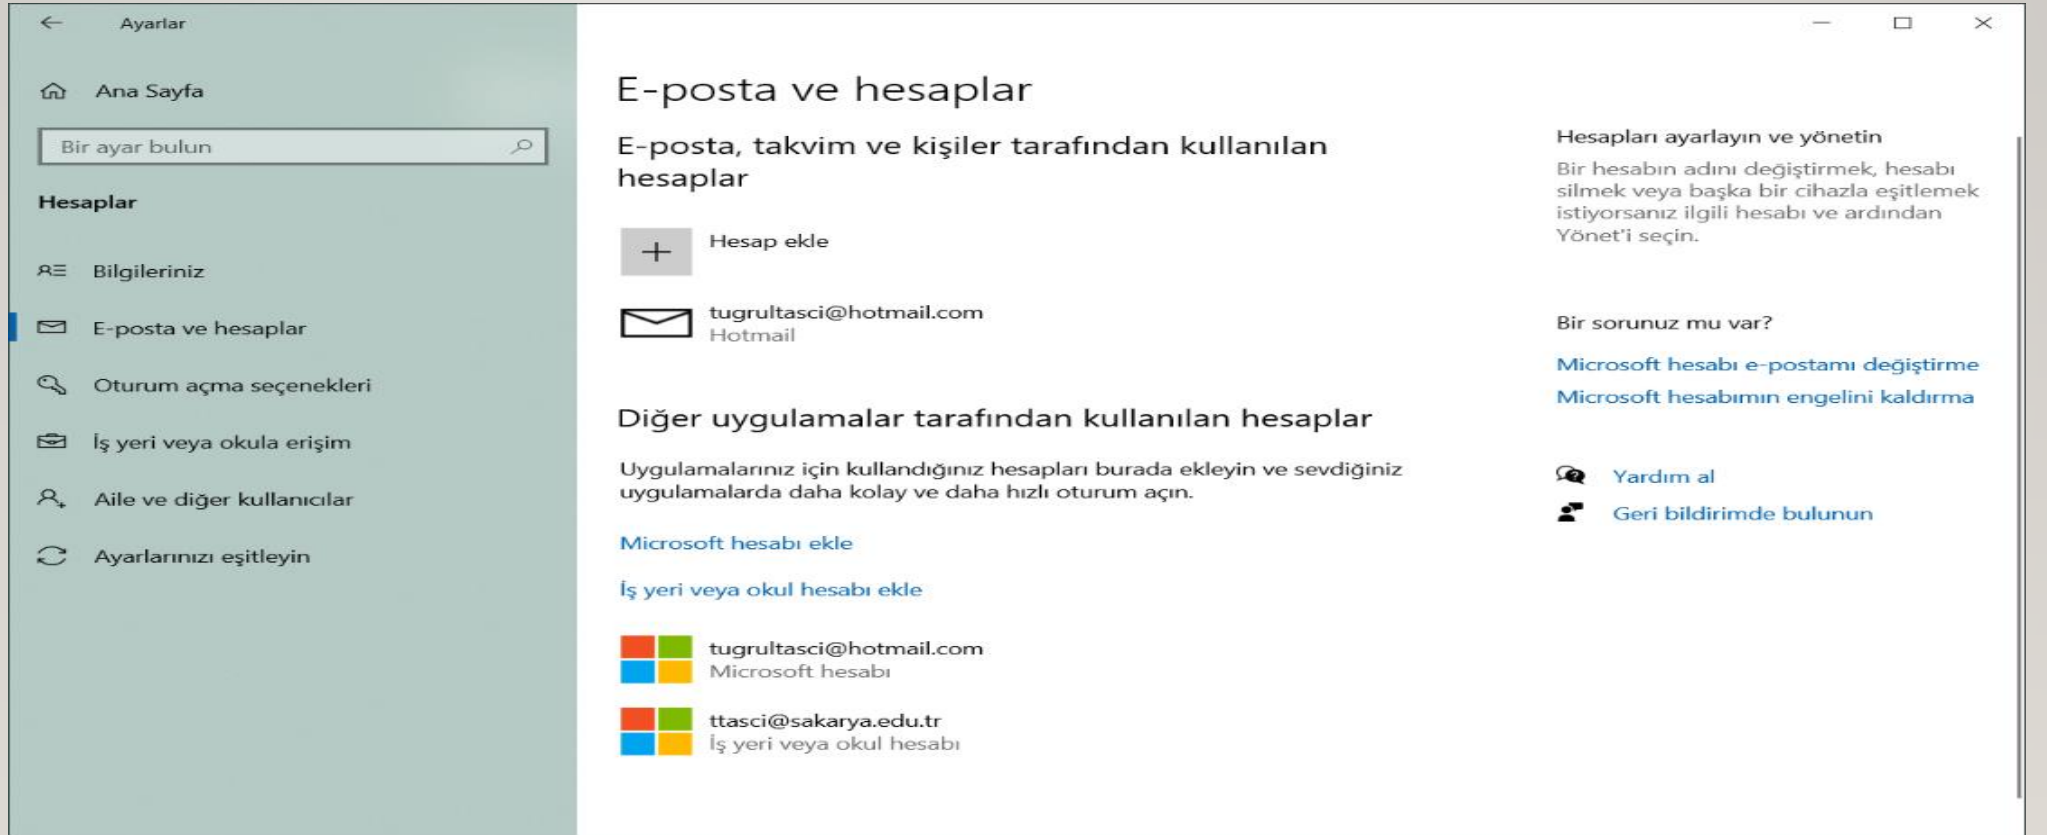 Ayarlar
Ana Sayfa
Bir ayar bulun
Hesaplar
Bilgileriniz
E-posta ve hesaplar
Oturum açma seçenekleri
İş yeri veya okula erişim
Aile ve diğer kullanıcılar
Ayarlarınızı eşitleyin
E-posta ve hesaplar
E-posta, takvim ve kişiler tarafından kullanılan
hesaplar
Hesap ekle
tugrultasci@hotmail.com
Hotmail
Diğer uygulamalar tarafından kullanılan hesaplar
Uygulamalarınız için kullandığınız hesapları burada ekleyin ve sevdiğiniz
uygulamalarda daha kolay ve daha hızlı oturum açın.
Microsoft hesabı ekle
İş yeri veya okul hesabı ekle
tugrultasci@hotmail.com
Microsoft hesabı
ttasci@sakarya.edu.tr
İş yeri veya okul hesabı
Hesapları ayarlayın ve yönetin
Bir hesabın adını değiştirmek, hesabı
silmek veya başka bir cihazla eşitlemek
istiyorsanız ilgili hesabı ve ardından
Yönet'i seçin.
Bir sorunuz mu var?
Microsoft hesabı e-postamı değiştirme
Microsoft hesabımın engelini kaldırma
Yardım al
Geri bildirimde bulunun